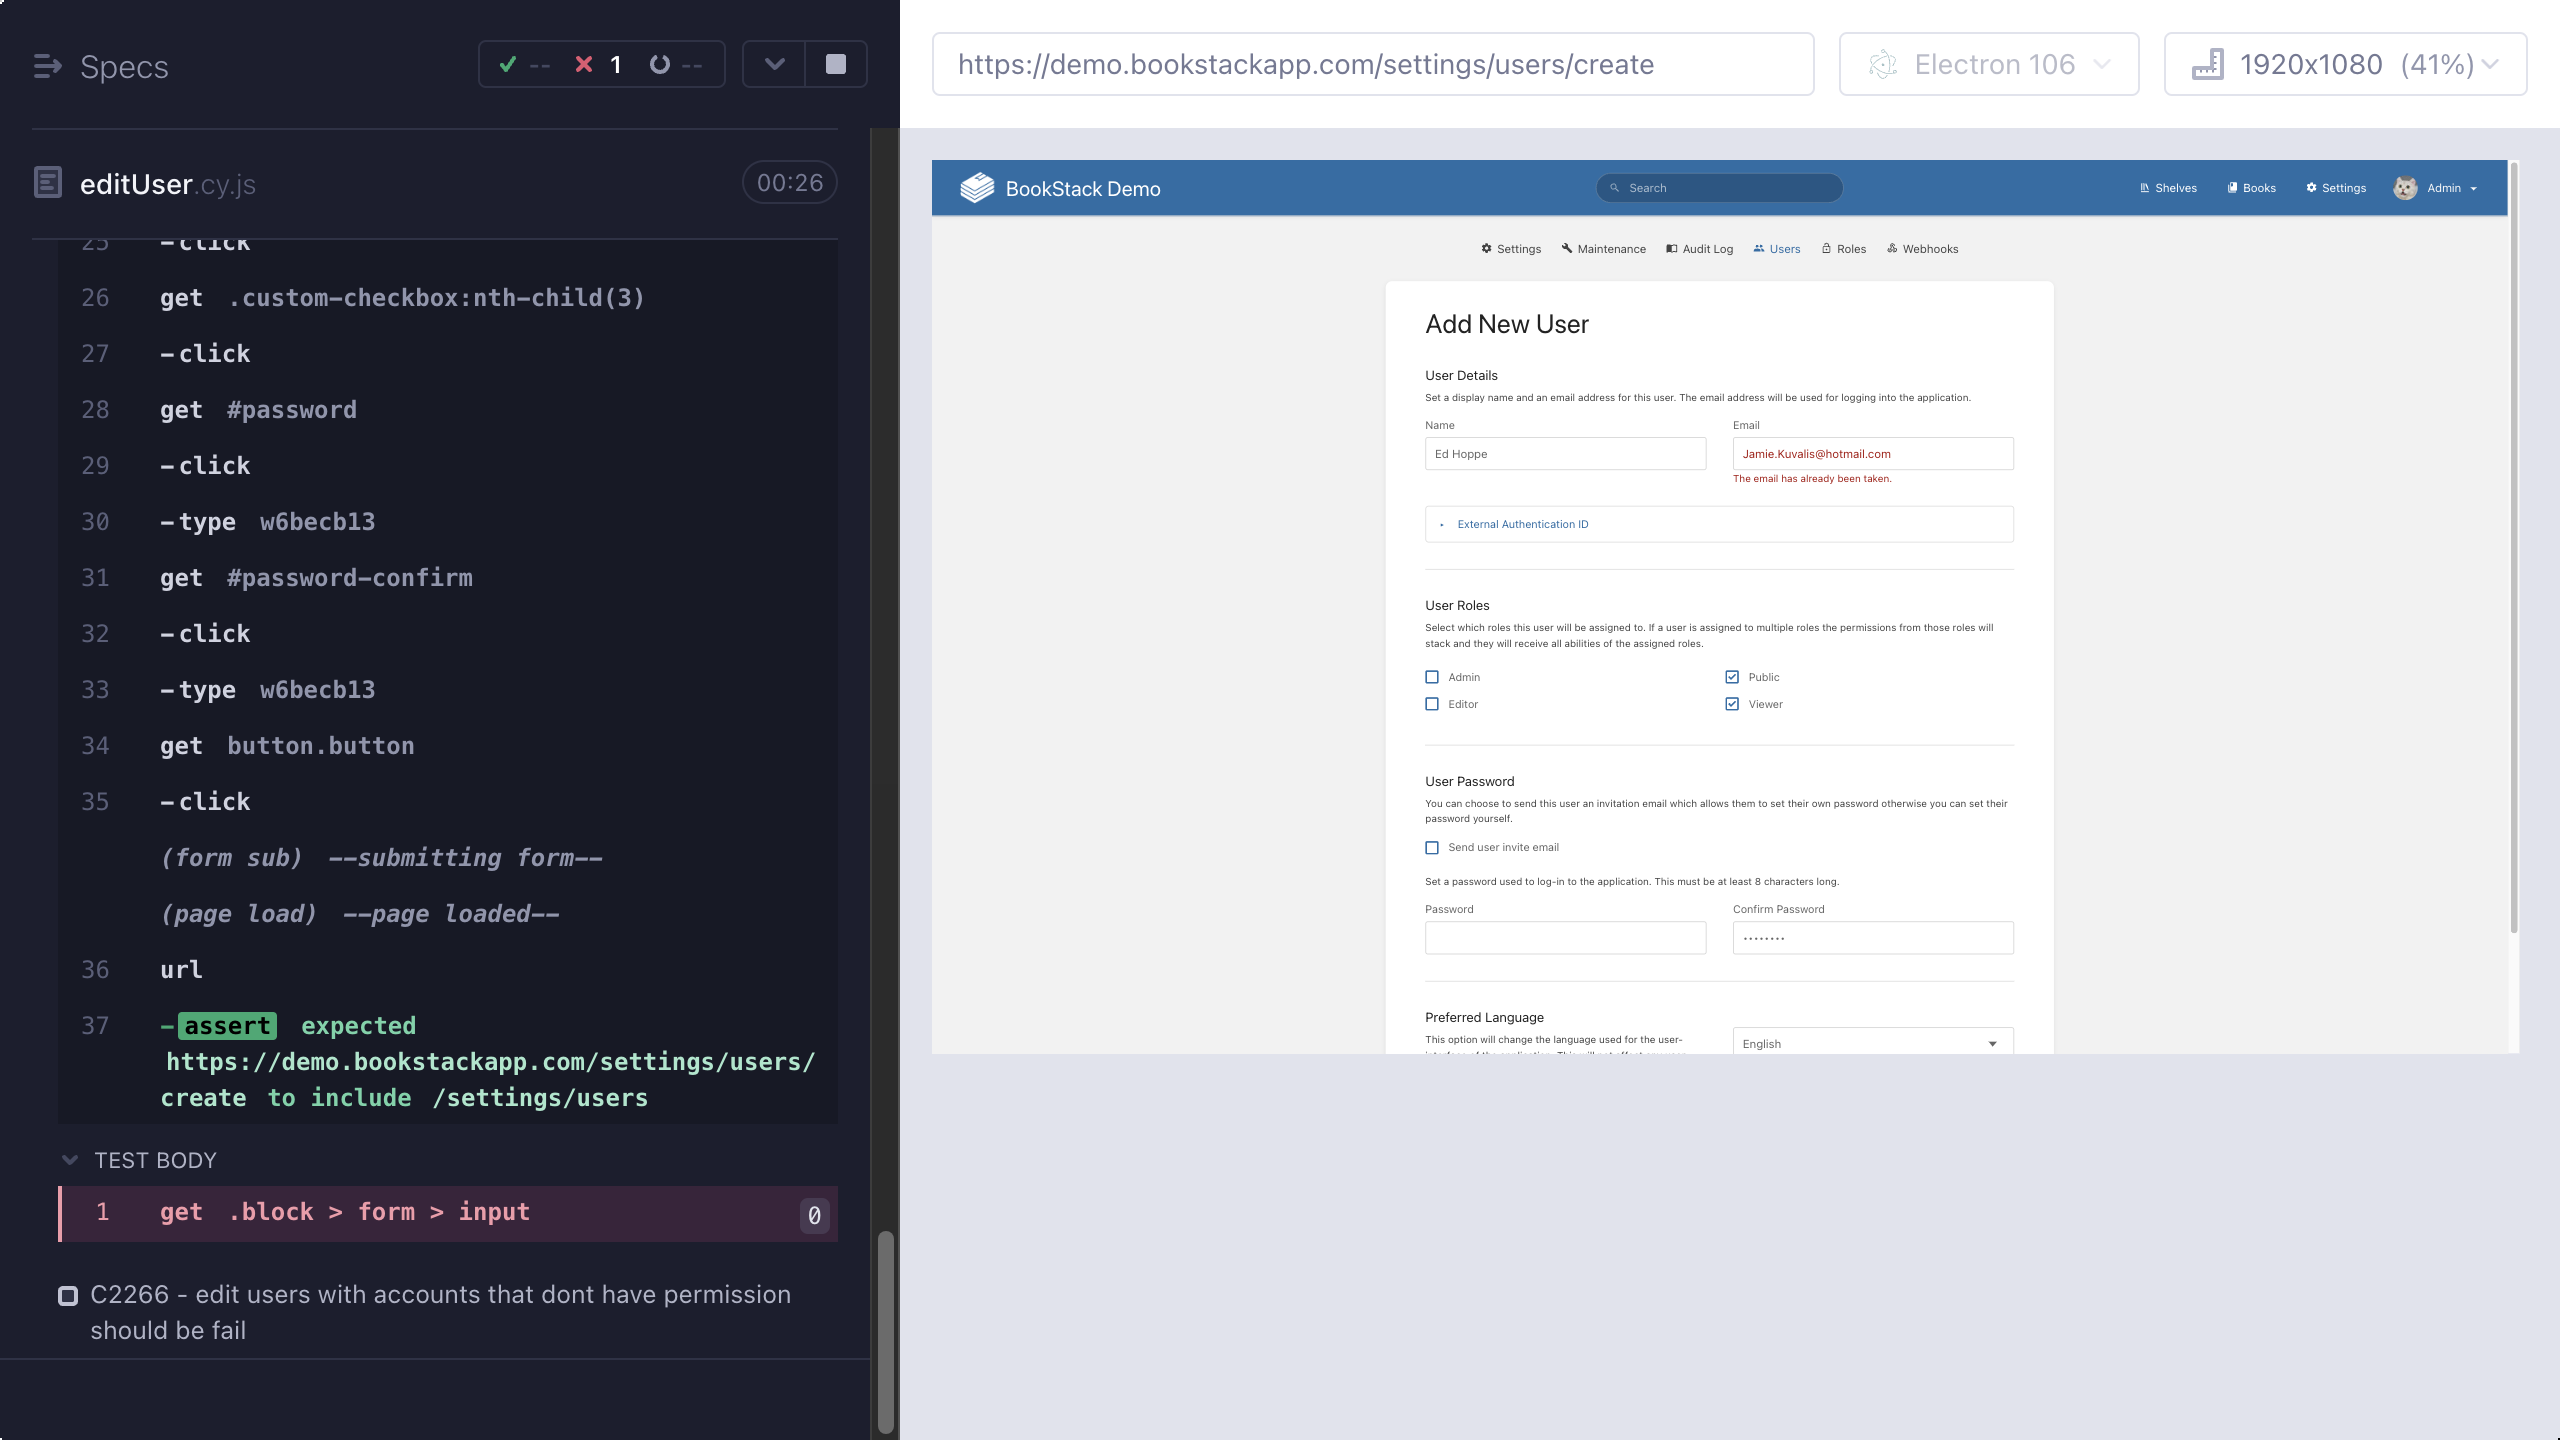 Specs
-- 1 --
editUser.cy.js
00:26
25 -click
26 get .custom-checkbox:nth-child(3)
27 -click
28 get #password
29 -click
30 -type w6becb13
31 get #password-confirm
32 -click
33 -type w6becb13
34 get button.button
35 -click
(form sub) --submitting form--
(page load) --page loaded--
36 url
37 -assert expected
https://demo.bookstackapp.com/settings/users/
create to include /settings/users
TEST BODY
1 get .block > form > input 0
C2266 - edit users with accounts that dont have permission
should be fail
https://demo.bookstackapp.com/settings/users/create
Electron 106
1920x1080 (41%)
BookStack Demo
Search
Shelves
Books
Settings
Admin
Settings
Maintenance
Audit Log
Users
Roles
Webhooks
Add New User
User Details
Set a display name and an email address for this user. The email address will be used for logging into the application.
Name
Email
Ed Hoppe
Jamie.Kuvalis@hotmail.com
The email has already been taken.
External Authentication ID
User Roles
Select which roles this user will be assigned to. If a user is assigned to multiple roles the permissions from those roles will
stack and they will receive all abilities of the assigned roles.
Admin
Public
Editor
Viewer
User Password
You can choose to send this user an invitation email which allows them to set their own password otherwise you can set their
password yourself.
Send user invite email
Set a password used to log-in to the application. This must be at least 8 characters long.
Password
Confirm Password
••••••••
Preferred Language
This option will change the language used for the user-
English